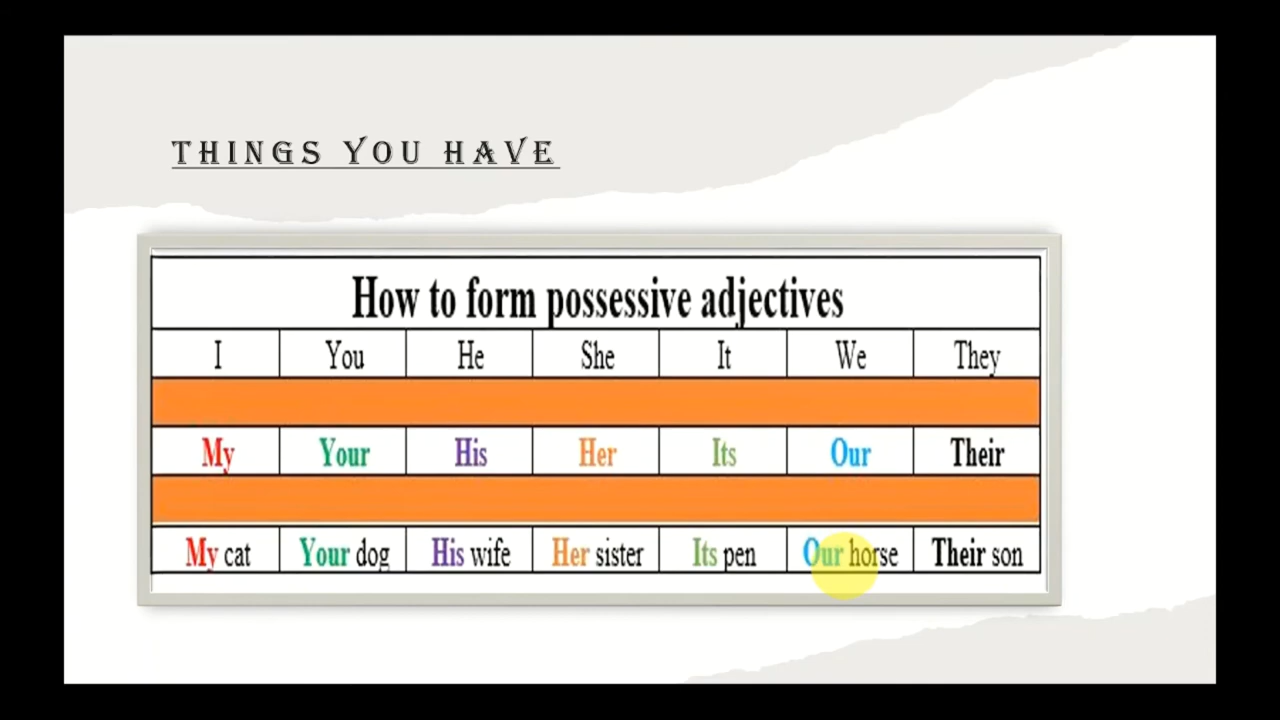 THINGS YOU HAVE
How to form possessive adjectives
I You He She It We They
My Your His Her Its Our Their
My cat Your dog His wife Her sister Its pen Our horse Their son